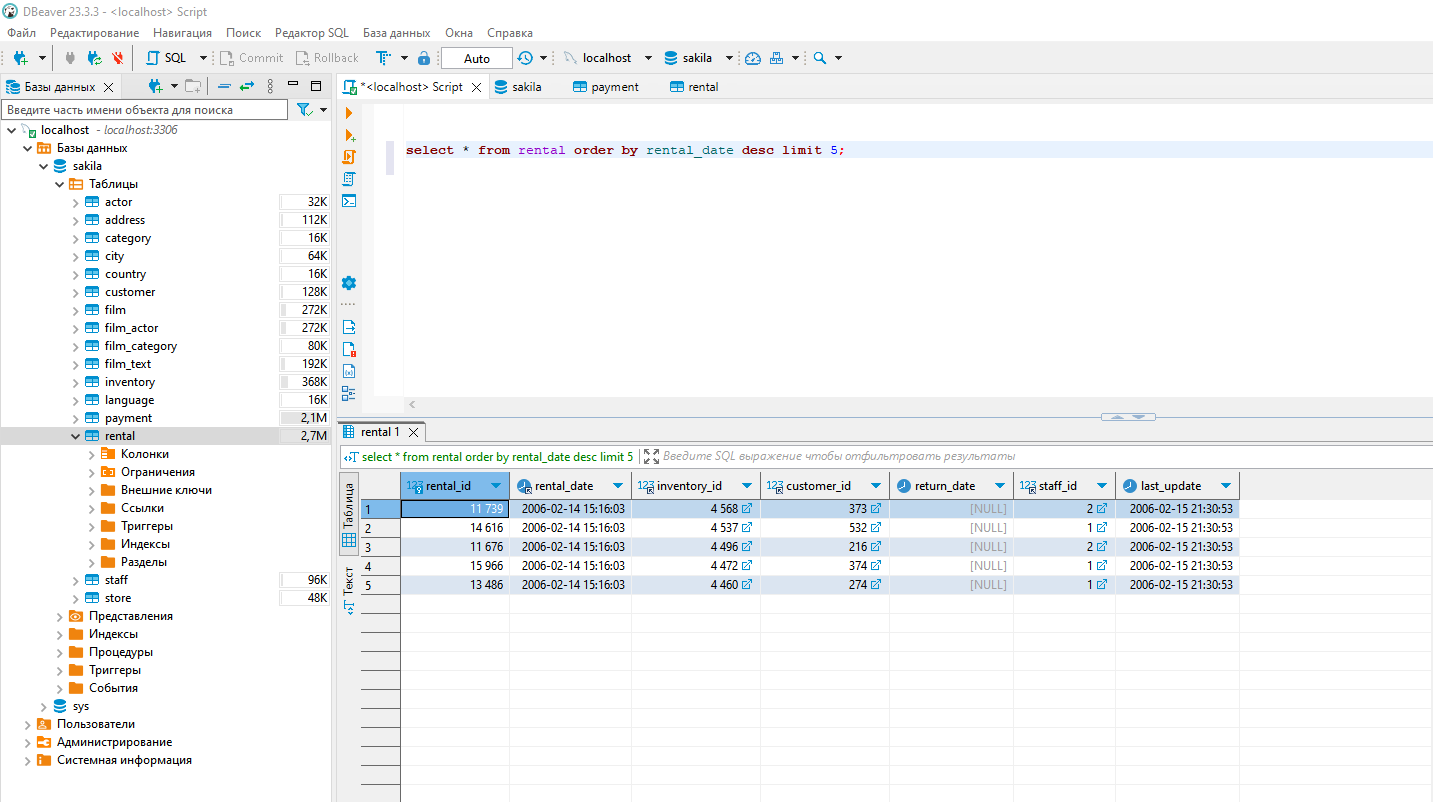 DBeaver 23.3.3 - <localhost> Script
Файл Редактирование Навигация Поиск Редактор SQL База данных Окна Справка
SQL Commit Rollback Auto localhost sakila
Базы данных
Введите часть имени объекта для поиска
localhost - localhost:3306
Базы данных
sakila
Таблицы
actor 32K
address 112K
category 16K
city 64K
country 16K
customer 128K
film 272K
film_actor 272K
film_category 80K
film_text 192K
inventory 368K
language 16K
payment 2,1M
rental 2,7M
Колонки
Ограничения
Внешние ключи
Ссылки
Триггеры
Индексы
Разделы
staff 96K
store 48K
Представления
Индексы
Процедуры
Триггеры
События
sys
Пользователи
Администрирование
Системная информация
*<localhost> Script sakila payment rental
select * from rental order by rental_date desc limit 5;
rental 1
select * from rental order by rental_date desc limit 5 Введите SQL выражение чтобы отфильтровать результаты
Таблица
Текст
123 rental_id rental_date 123 inventory_id 123 customer_id return_date 123 staff_id last_update
1 11 739 2006-02-14 15:16:03 4 568 373 [NULL] 2 2006-02-15 21:30:53
2 14 616 2006-02-14 15:16:03 4 537 532 [NULL] 1 2006-02-15 21:30:53
3 11 676 2006-02-14 15:16:03 4 496 216 [NULL] 2 2006-02-15 21:30:53
4 15 966 2006-02-14 15:16:03 4 472 374 [NULL] 1 2006-02-15 21:30:53
5 13 486 2006-02-14 15:16:03 4 460 274 [NULL] 1 2006-02-15 21:30:53